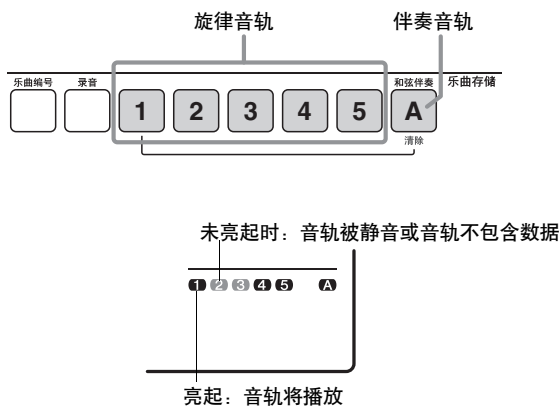 旋律音轨 伴奏音轨
乐曲编号 录音 和弦伴奏 乐曲存储
1 2 3 4 5 A
清除
未亮起时：音轨被静音或音轨不包含数据
1 2 3 4 5 A
亮起：音轨将播放